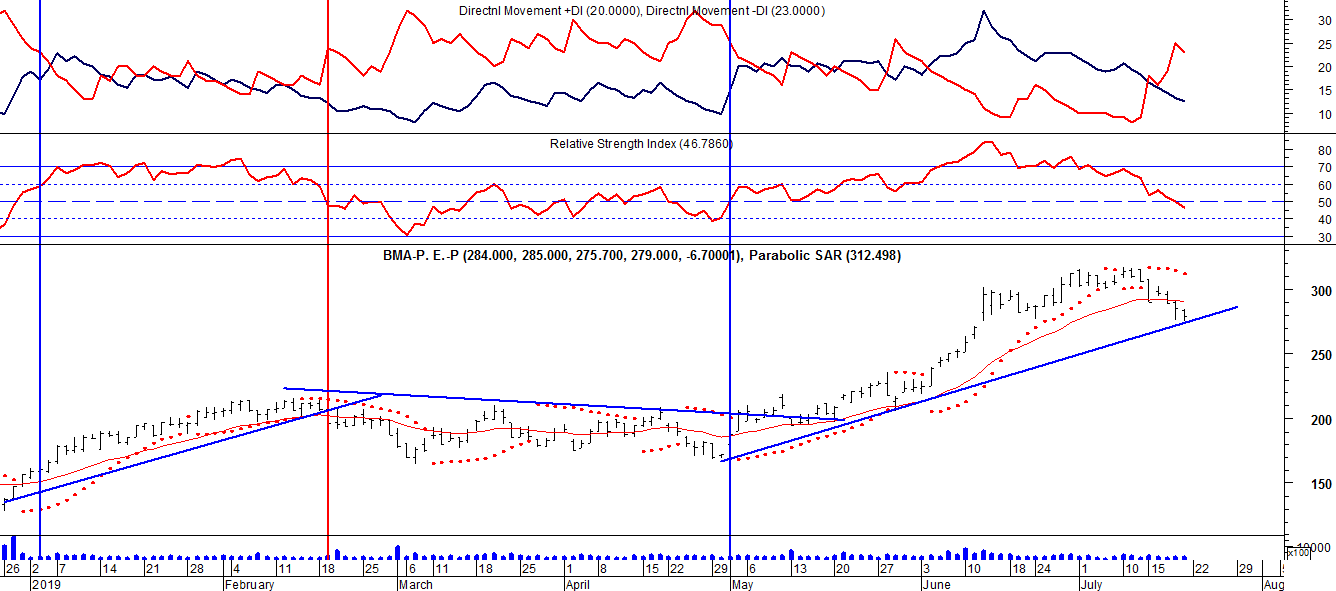 Directnl Movement +DI (20.0000), Directnl Movement -DI (23.0000)
30
25
20
15
10
Relative Strength Index (46.7860)
80
70
60
50
40
30
BMA-P. E.-P (284.000, 285.000, 275.700, 279.000, -6.70001), Parabolic SAR (312.498)
300
250
200
150
10000
x100
26 2 7 14 21 28 4 11 18 25 6 11 18 25 1 8 15 22 29 6 13 20 27 3 10 18 24 1 10 15 22 29
2019 February March April May June July Aug